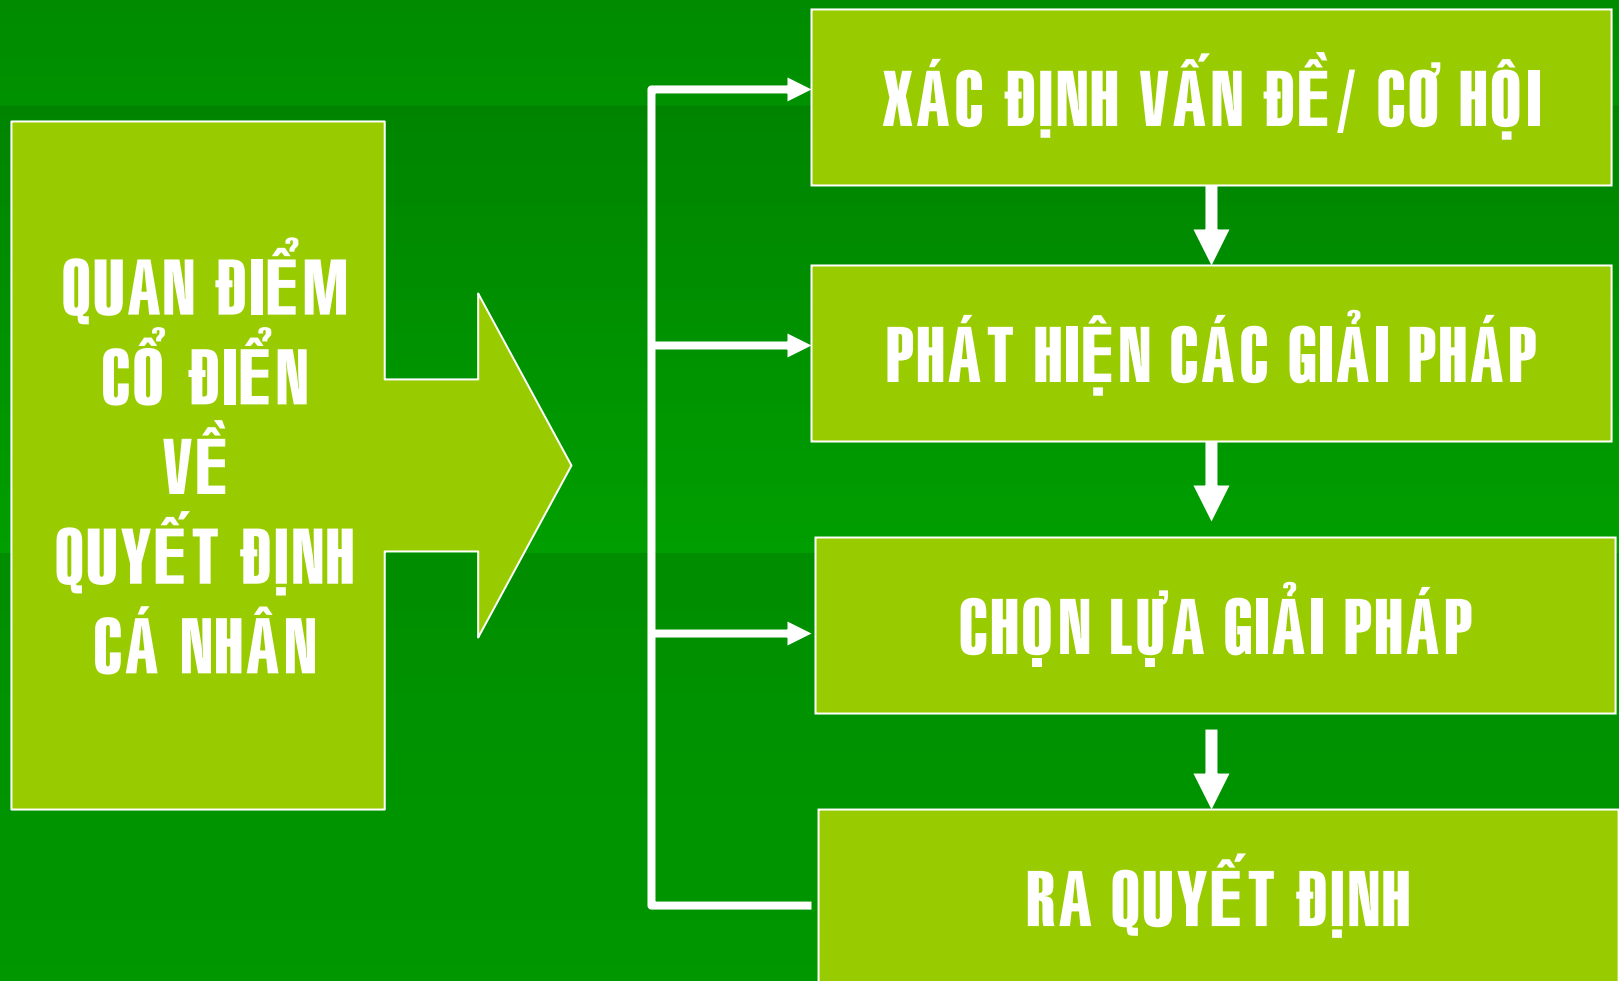 QUAN ĐIỂM
CỔ ĐIỂN
VỀ
QUYẾT ĐỊNH
CÁ NHÂN
XÁC ĐỊNH VẤN ĐỀ/ CƠ HỘI
PHÁT HIỆN CÁC GIẢI PHÁP
CHỌN LỰA GIẢI PHÁP
RA QUYẾT ĐỊNH